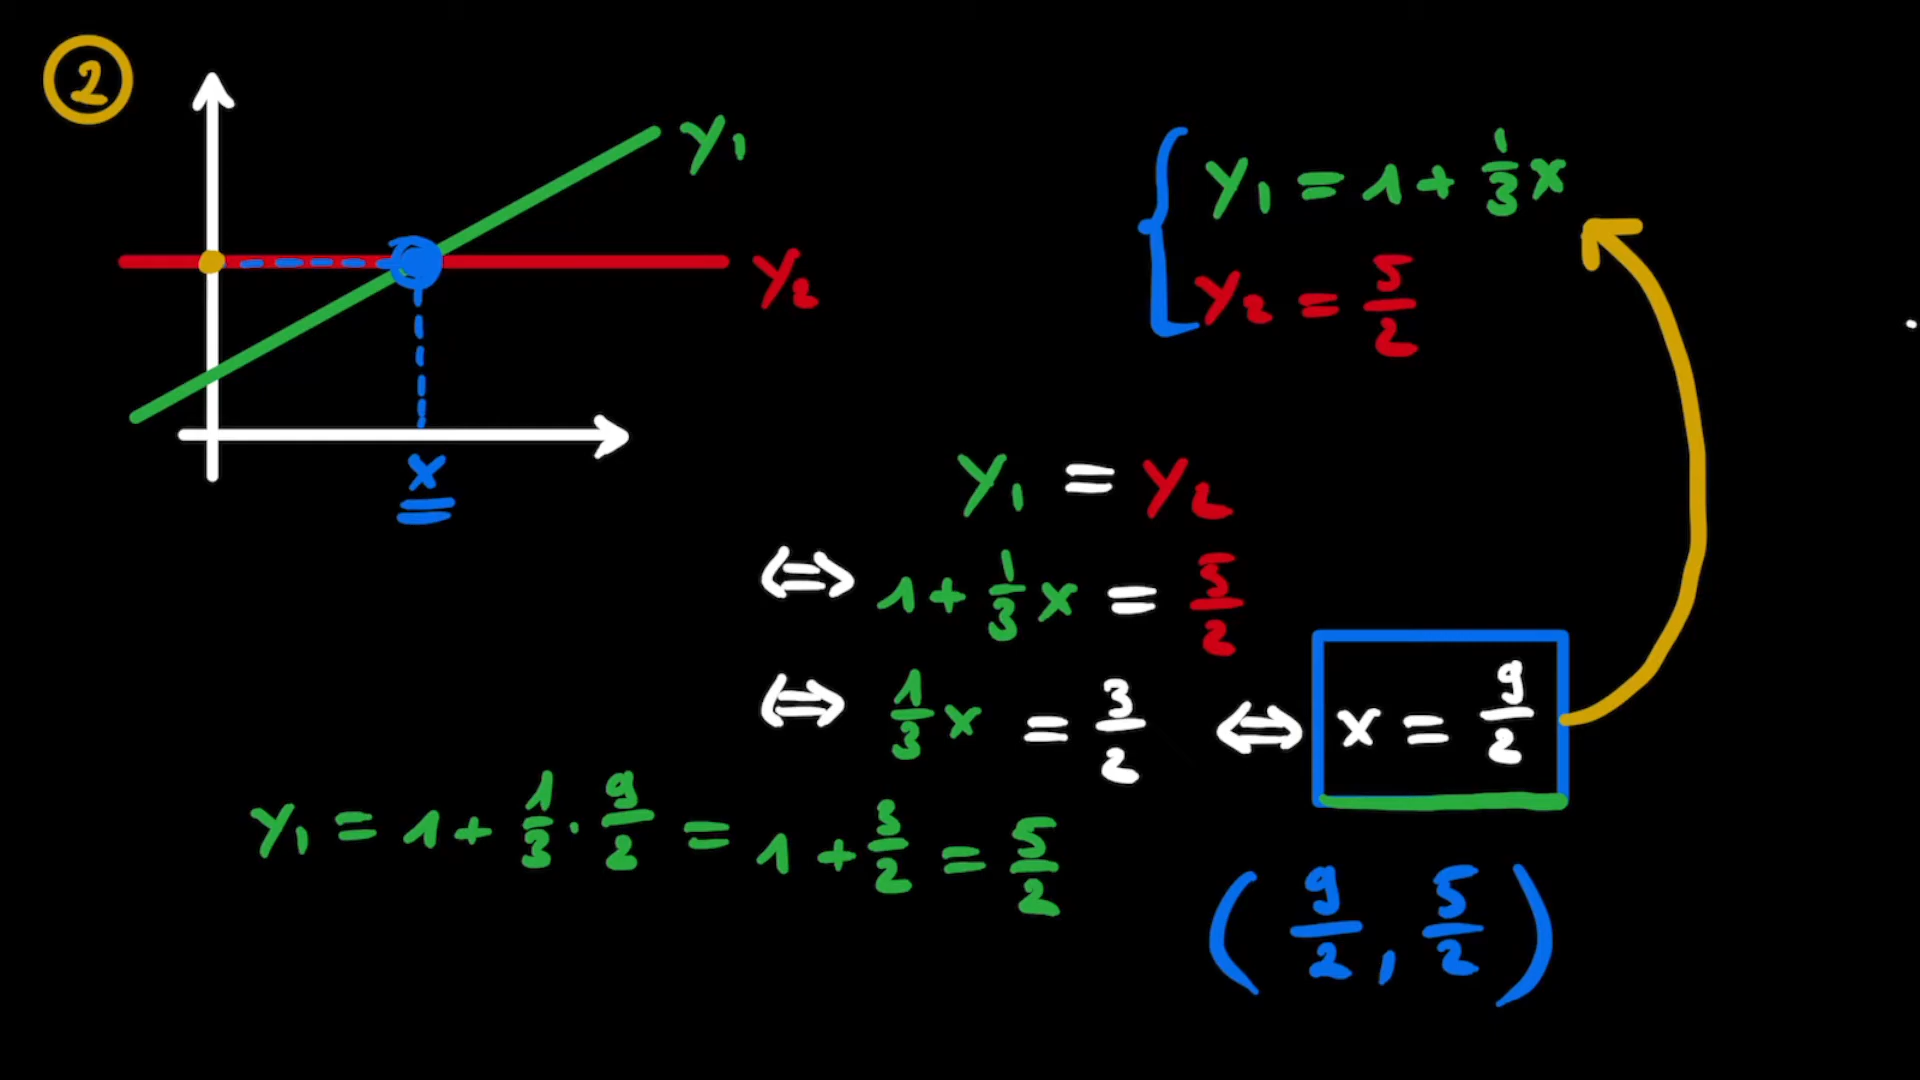 2
y₁
y₂
x
y₁ = 1 + 1/3 x
y₂ = 5/2
y₁ = y₂
⇔ 1 + 1/3 x = 5/2
⇔ 1/3 x = 3/2 ⇔ x = 9/2
y₁ = 1 + 1/3 · 9/2 = 1 + 3/2 = 5/2
(9/2, 5/2)